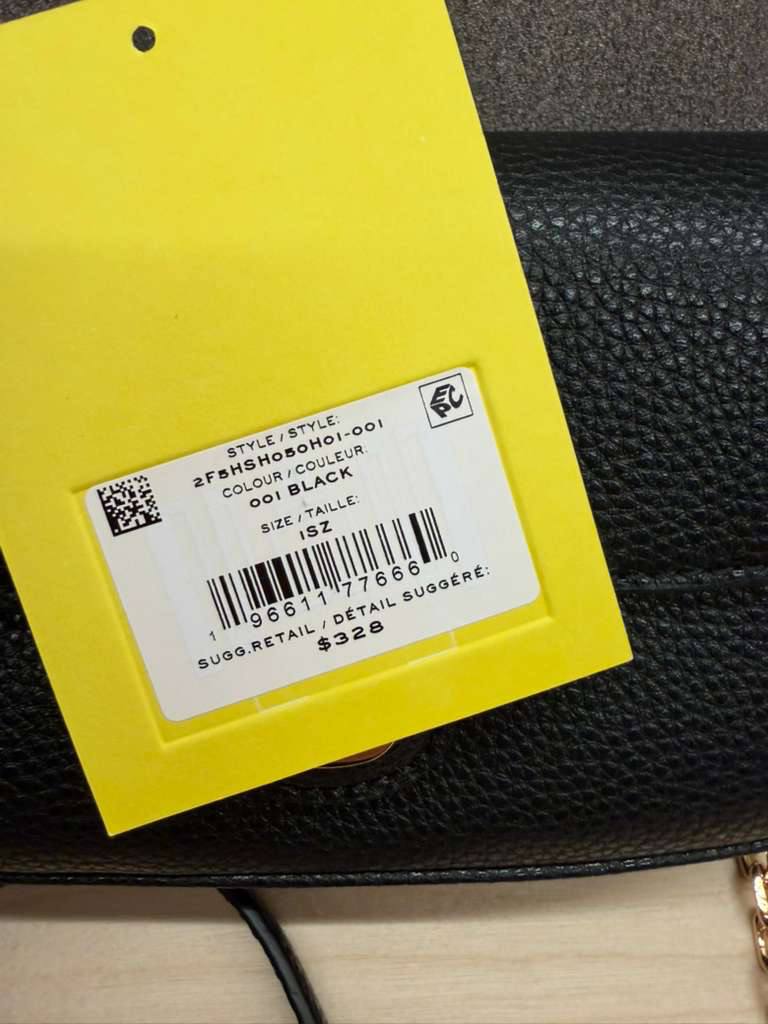 EPC
STYLE / STYLE:
2F5HSH050H01-001
COLOUR / COULEUR:
001 BLACK
SIZE / TAILLE:
1SZ
1 96611 77666 0
SUGG.RETAIL / DÉTAIL SUGGÉRÉ:
$328